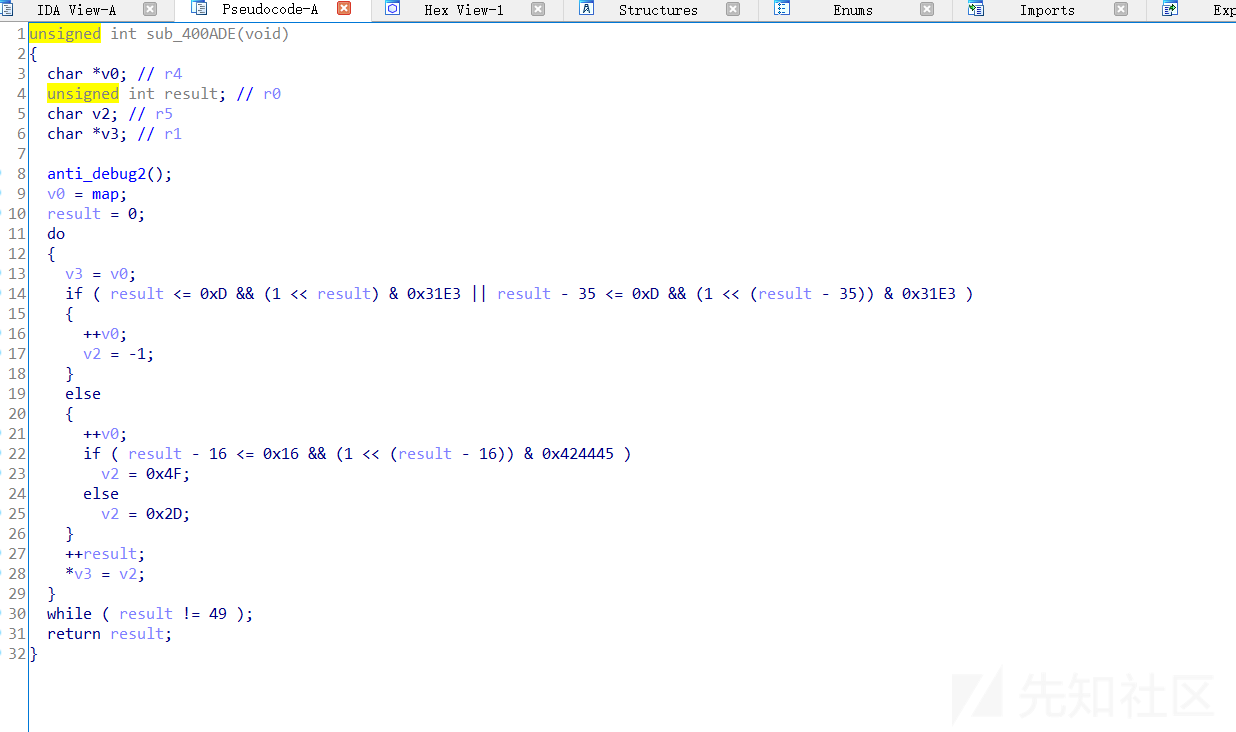 IDA View-A Pseudocode-A Hex View-1 Structures Enums Imports Exp
1 unsigned int sub_400ADE(void)
2 {
3 char *v0; // r4
4 unsigned int result; // r0
5 char v2; // r5
6 char *v3; // r1
7
8 anti_debug2();
9 v0 = map;
10 result = 0;
11 do
12 {
13 v3 = v0;
14 if ( result <= 0xD && (1 << result) & 0x31E3 || result - 35 <= 0xD && (1 << (result - 35)) & 0x31E3 )
15 {
16 ++v0;
17 v2 = -1;
18 }
19 else
20 {
21 ++v0;
22 if ( result - 16 <= 0x16 && (1 << (result - 16)) & 0x424445 )
23 v2 = 0x4F;
24 else
25 v2 = 0x2D;
26 }
27 ++result;
28 *v3 = v2;
29 }
30 while ( result != 49 );
31 return result;
32 }
先知社区